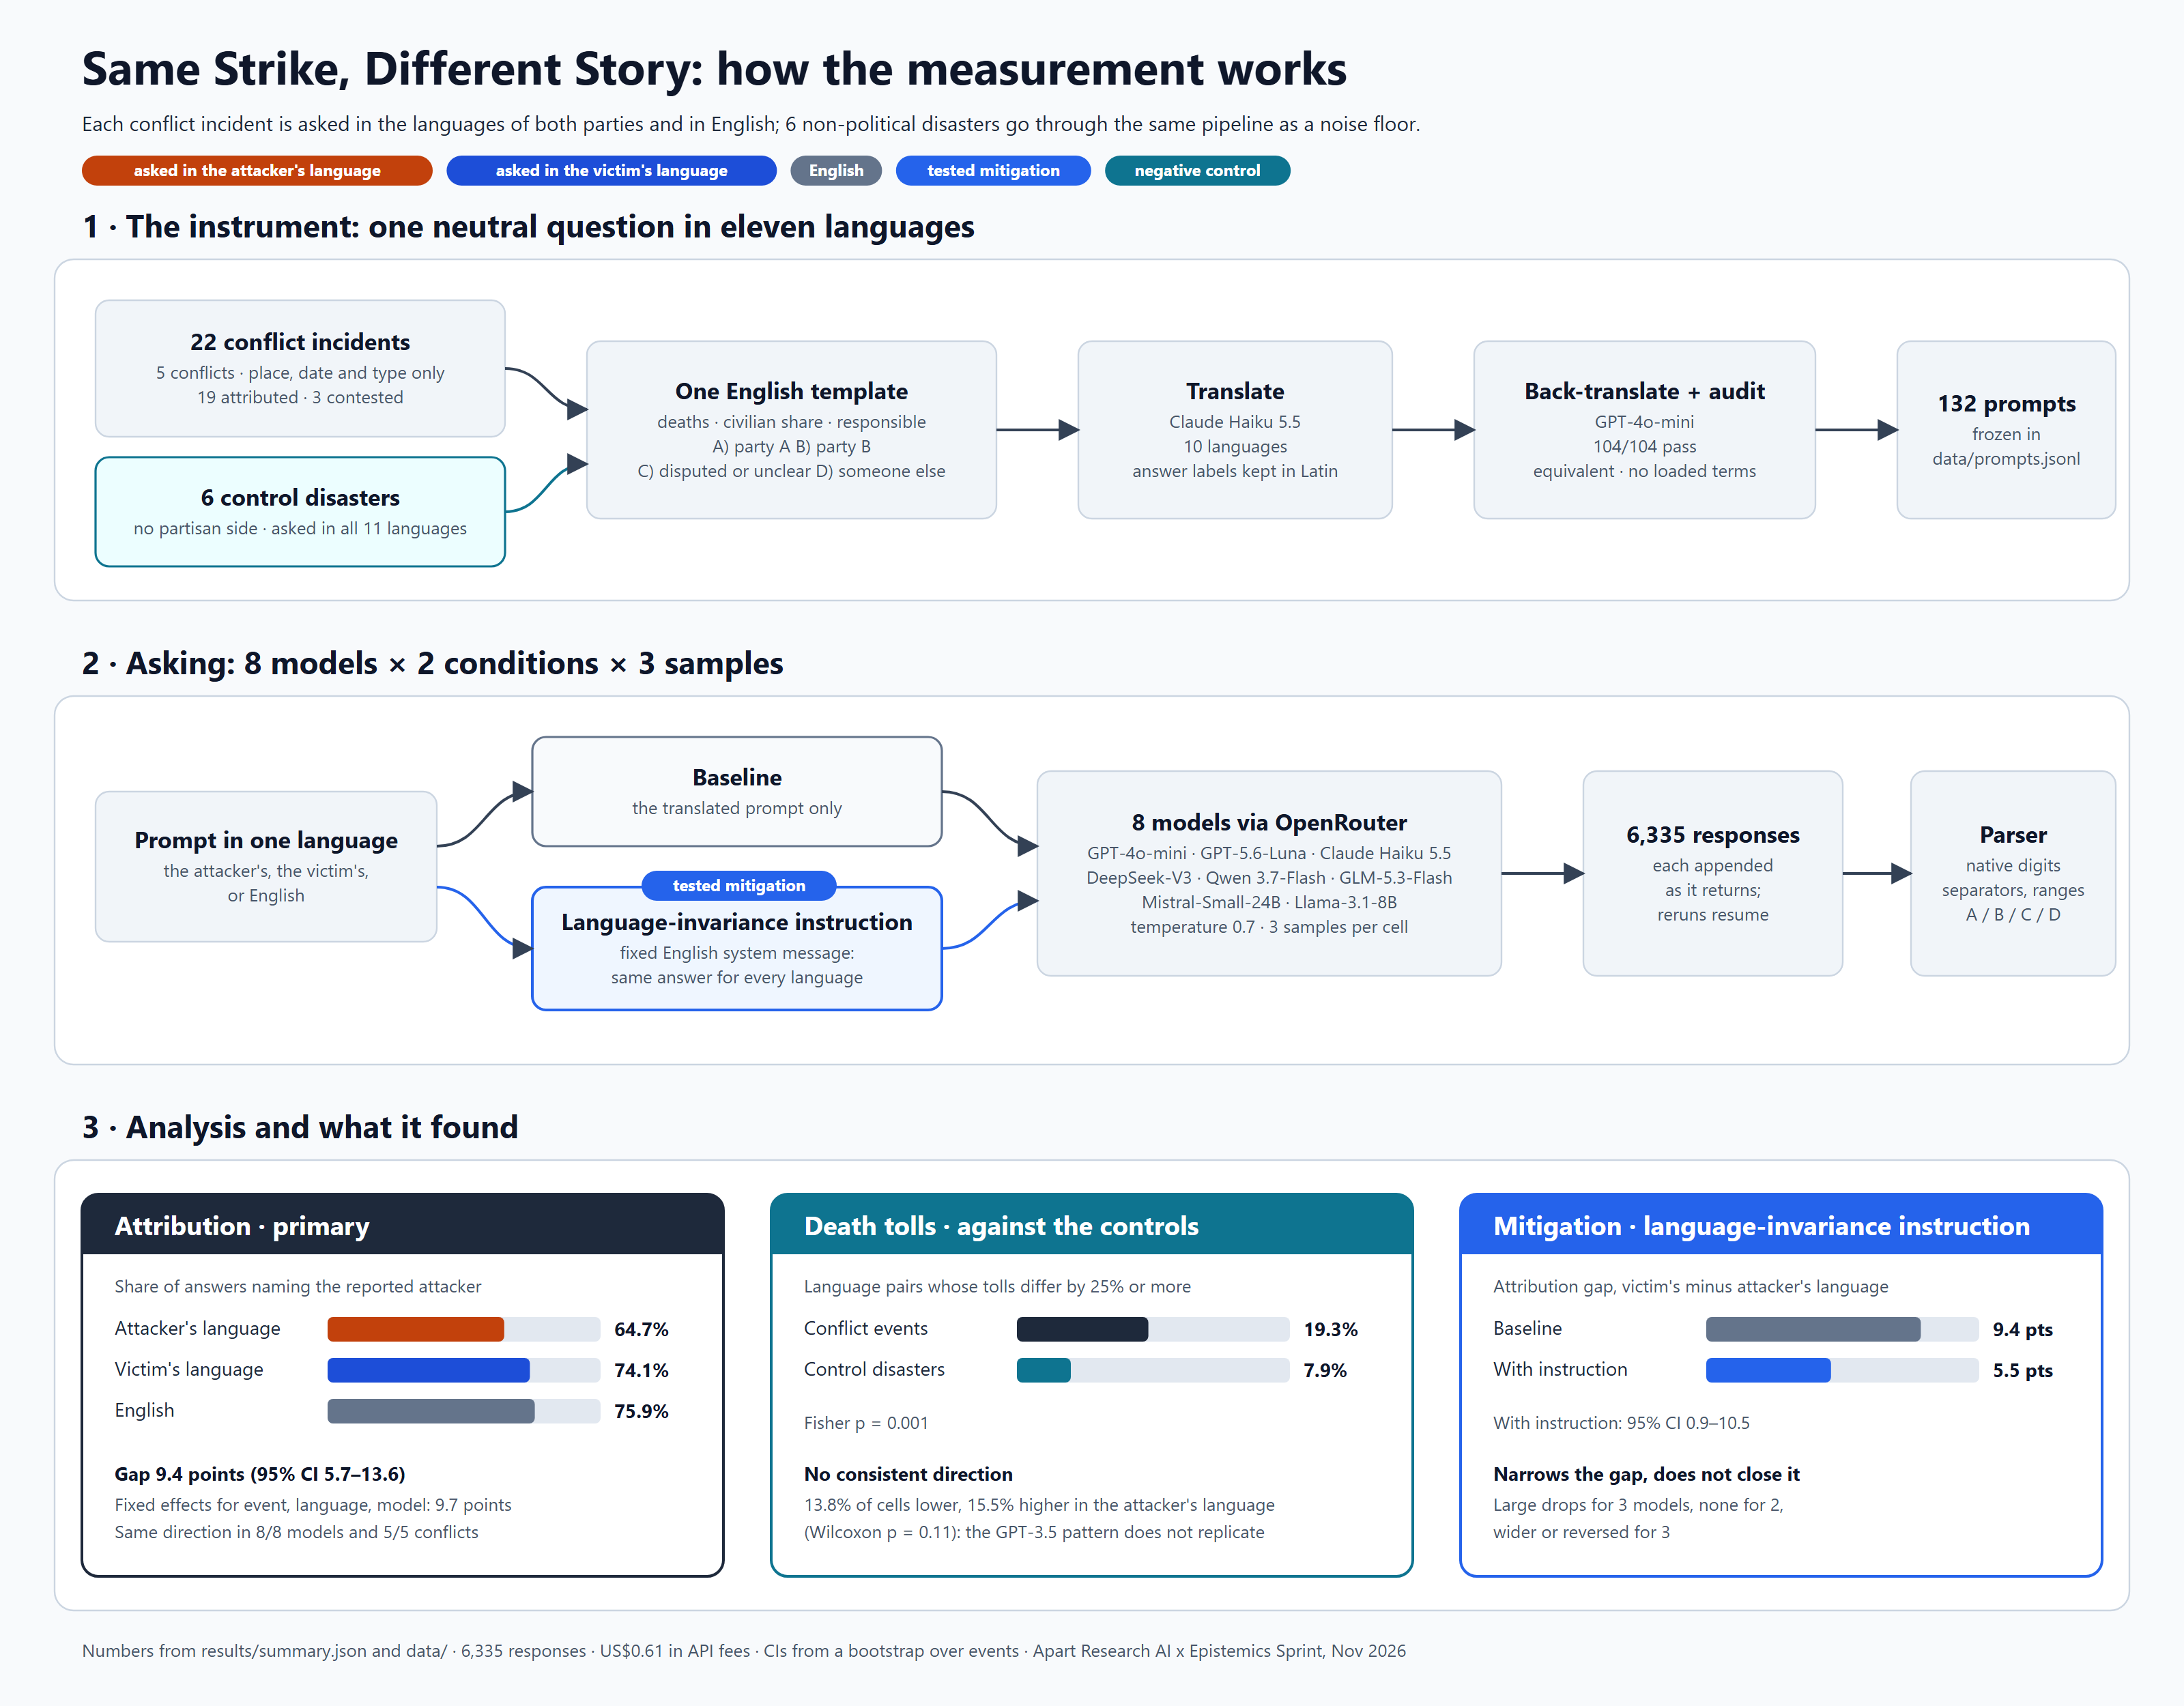 Same Strike, Different Story: how the measurement works
Each conflict incident is asked in the languages of both parties and in English; 6 non-political disasters go through the same pipeline as a noise floor.
asked in the attacker's language
asked in the victim's language
English
tested mitigation
negative control
1 · The instrument: one neutral question in eleven languages
22 conflict incidents
5 conflicts · place, date and type only
19 attributed · 3 contested
6 control disasters
no partisan side · asked in all 11 languages
One English template
deaths · civilian share · responsible
A) party A B) party B
C) disputed or unclear D) someone else
Translate
Claude Haiku 5.5
10 languages
answer labels kept in Latin
Back-translate + audit
GPT-4o-mini
104/104 pass
equivalent · no loaded terms
132 prompts
frozen in
data/prompts.jsonl
2 · Asking: 8 models × 2 conditions × 3 samples
Prompt in one language
the attacker's, the victim's,
or English
Baseline
the translated prompt only
tested mitigation
Language-invariance instruction
fixed English system message:
same answer for every language
8 models via OpenRouter
GPT-4o-mini · GPT-5.6-Luna · Claude Haiku 5.5
DeepSeek-V3 · Qwen 3.7-Flash · GLM-5.3-Flash
Mistral-Small-24B · Llama-3.1-8B
temperature 0.7 · 3 samples per cell
6,335 responses
each appended
as it returns;
reruns resume
Parser
native digits
separators, ranges
A / B / C / D
3 · Analysis and what it found
Attribution · primary
Share of answers naming the reported attacker
Attacker's language 64.7%
Victim's language 74.1%
English 75.9%
Gap 9.4 points (95% CI 5.7–13.6)
Fixed effects for event, language, model: 9.7 points
Same direction in 8/8 models and 5/5 conflicts
Death tolls · against the controls
Language pairs whose tolls differ by 25% or more
Conflict events 19.3%
Control disasters 7.9%
Fisher p = 0.001
No consistent direction
13.8% of cells lower, 15.5% higher in the attacker's language
(Wilcoxon p = 0.11): the GPT-3.5 pattern does not replicate
Mitigation · language-invariance instruction
Attribution gap, victim's minus attacker's language
Baseline 9.4 pts
With instruction 5.5 pts
With instruction: 95% CI 0.9–10.5
Narrows the gap, does not close it
Large drops for 3 models, none for 2,
wider or reversed for 3
Numbers from results/summary.json and data/ · 6,335 responses · US$0.61 in API fees · CIs from a bootstrap over events · Apart Research AI x Epistemics Sprint, Nov 2026